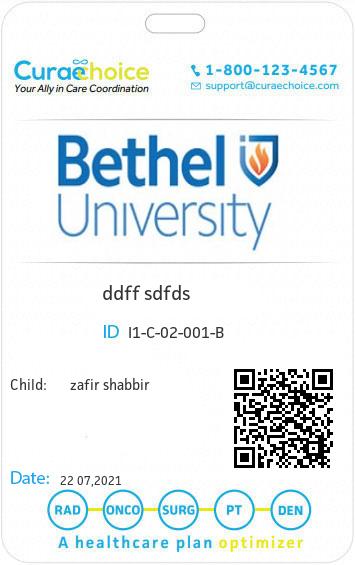 Curaechoice
Your Ally in Care Coordination
1-800-123-4567
support@curaechoice.com
Bethel
University
ddff sdfds
ID I1-C-02-001-B
Child: zafir shabbir
Date: 22 07,2021
RAD ONCO SURG PT DEN
A healthcare plan optimizer